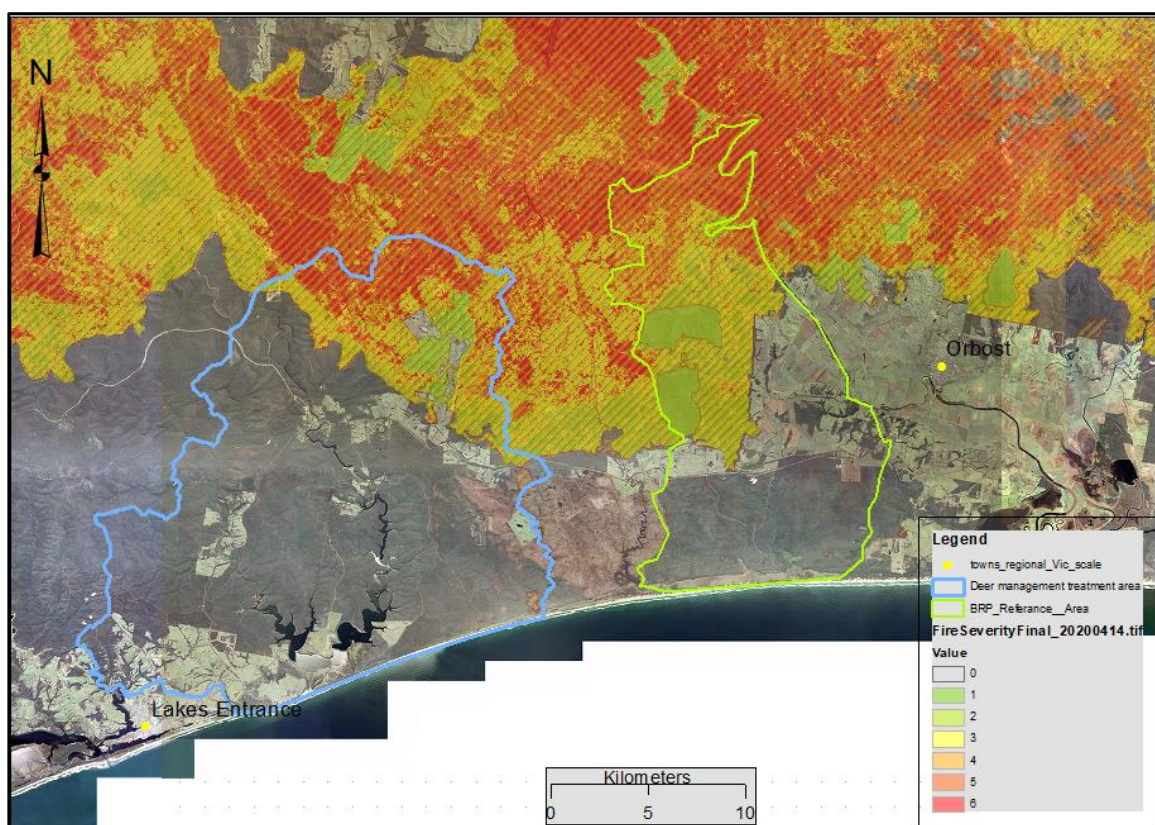 N
Orbost
Lakes Entrance
Kilometers
0 5 10
Legend
towns_regional_Vic_scale
Deer management treatment area
BRP_Referance__Area
FireSeverityFinal_20200414.tif
Value
0
1
2
3
4
5
6